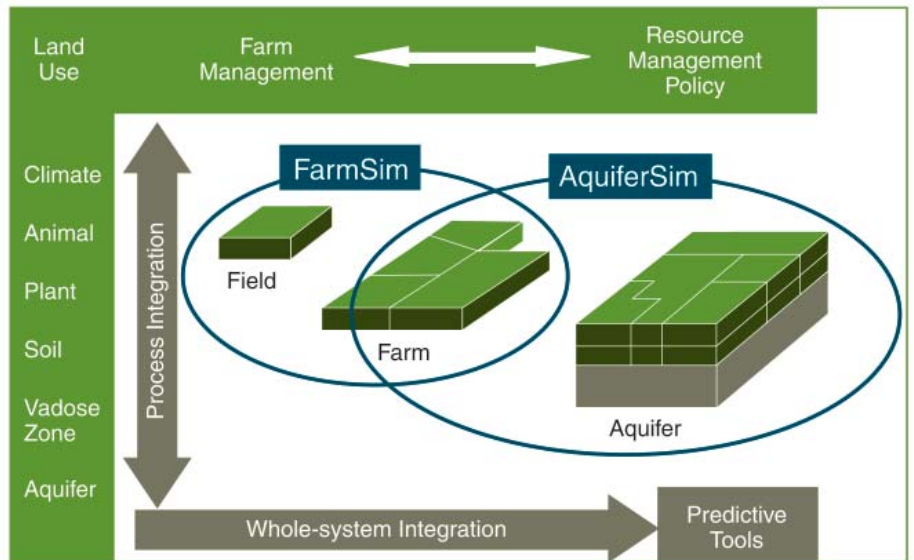 Land
Use
Farm
Management
Resource
Management
Policy
Climate
Animal
Plant
Soil
Vadose
Zone
Aquifer
Process Integration
FarmSim
AquiferSim
Field
Farm
Aquifer
Whole-system Integration
Predictive
Tools